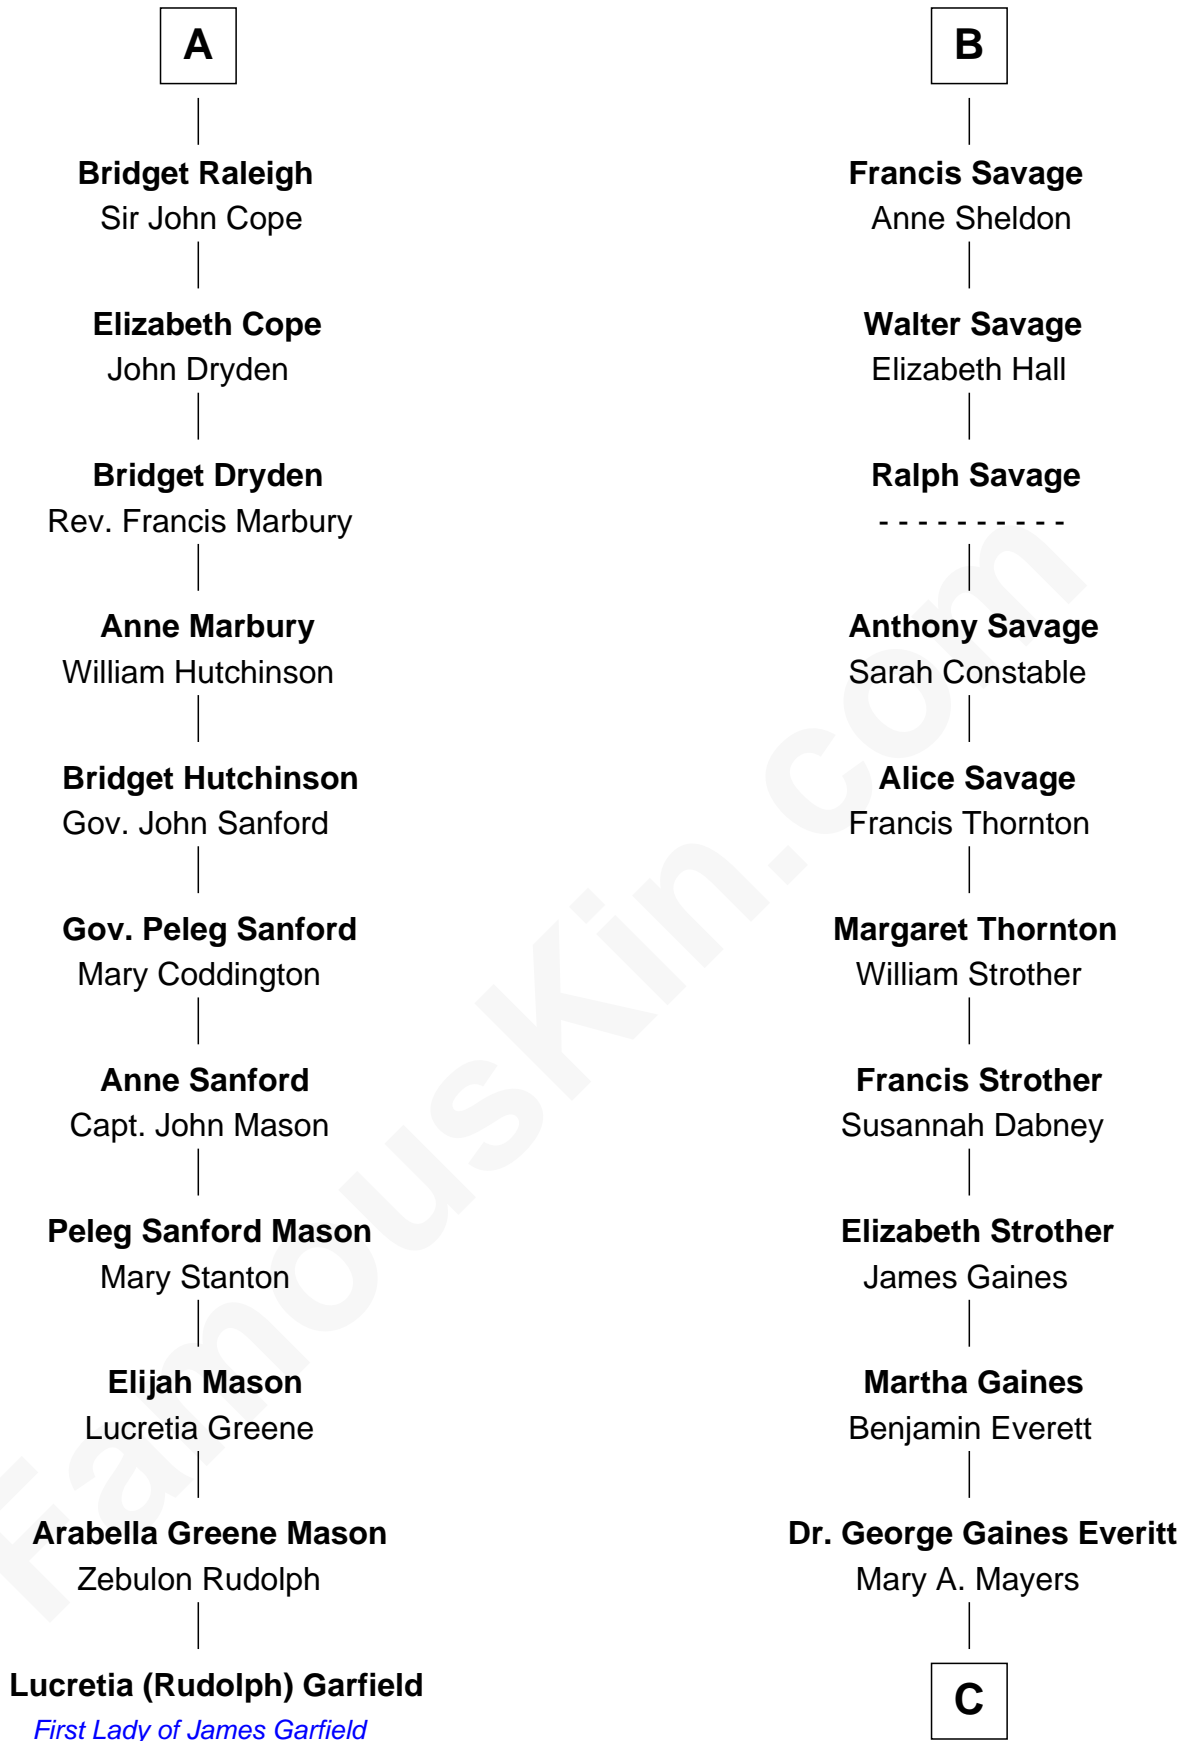 A
Bridget Raleigh
Sir John Cope
Elizabeth Cope
John Dryden
Bridget Dryden
Rev. Francis Marbury
Anne Marbury
William Hutchinson
Bridget Hutchinson
Gov. John Sanford
Gov. Peleg Sanford
Mary Coddington
Anne Sanford
Capt. John Mason
Peleg Sanford Mason
Mary Stanton
Elijah Mason
Lucretia Greene
Arabella Greene Mason
Zebulon Rudolph
Lucretia (Rudolph) Garfield
First Lady of James Garfield
B
Francis Savage
Anne Sheldon
Walter Savage
Elizabeth Hall
Ralph Savage
- - - - - - - - - -
Anthony Savage
Sarah Constable
Alice Savage
Francis Thornton
Margaret Thornton
William Strother
Francis Strother
Susannah Dabney
Elizabeth Strother
James Gaines
Martha Gaines
Benjamin Everett
Dr. George Gaines Everitt
Mary A. Mayers
C
FamousKin.com